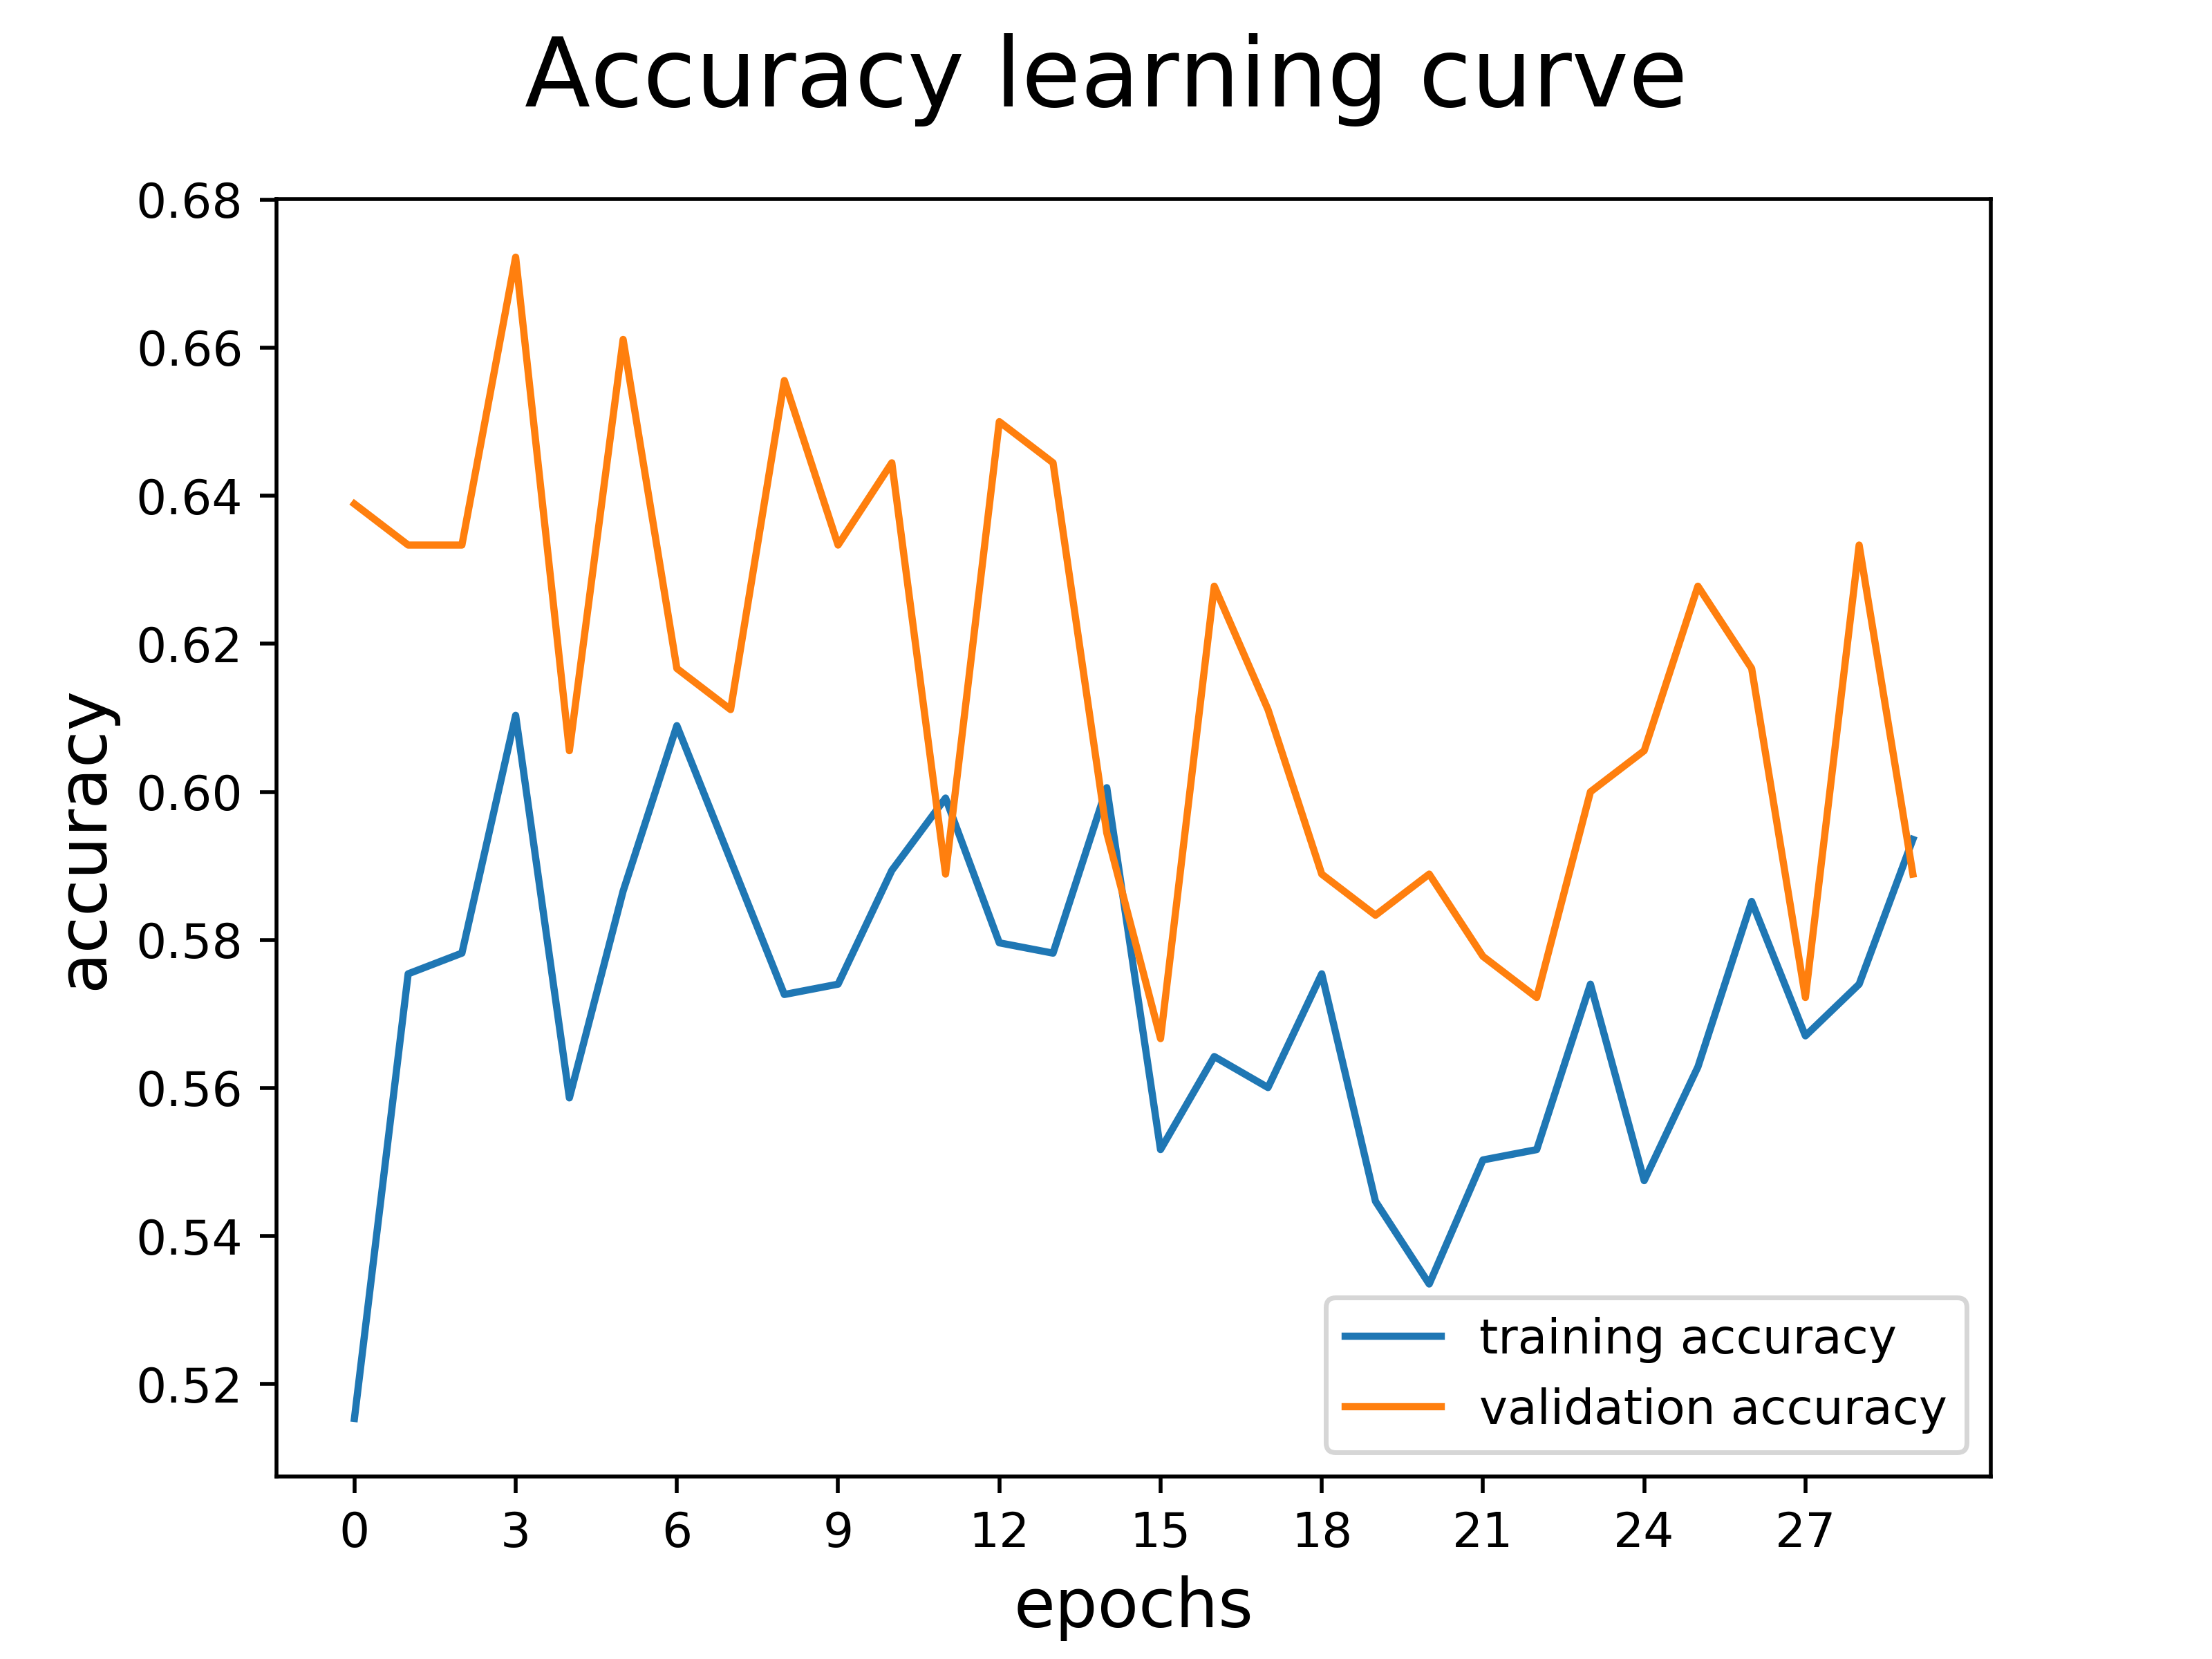 Accuracy learning curve
0.68
0.66
0.64
0.62
0.60
0.58
0.56
0.54
0.52
accuracy
training accuracy
validation accuracy
0 3 6 9 12 15 18 21 24 27
epochs